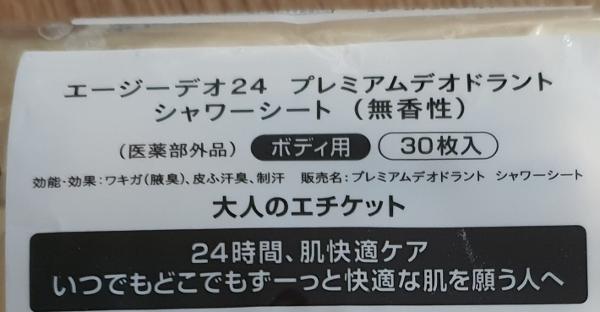 エージーデオ24 プレミアムデオドラント
シャワーシート(無香性)
(医薬部外品) ボディ用 30枚入
効能・効果:ワキガ(腋臭)、皮ふ汗臭、制汗 販売名:プレミアムデオドラント シャワーシート
大人のエチケット
24時間、肌快適ケア
いつでもどこでもずーっと快適な肌を願う人へ